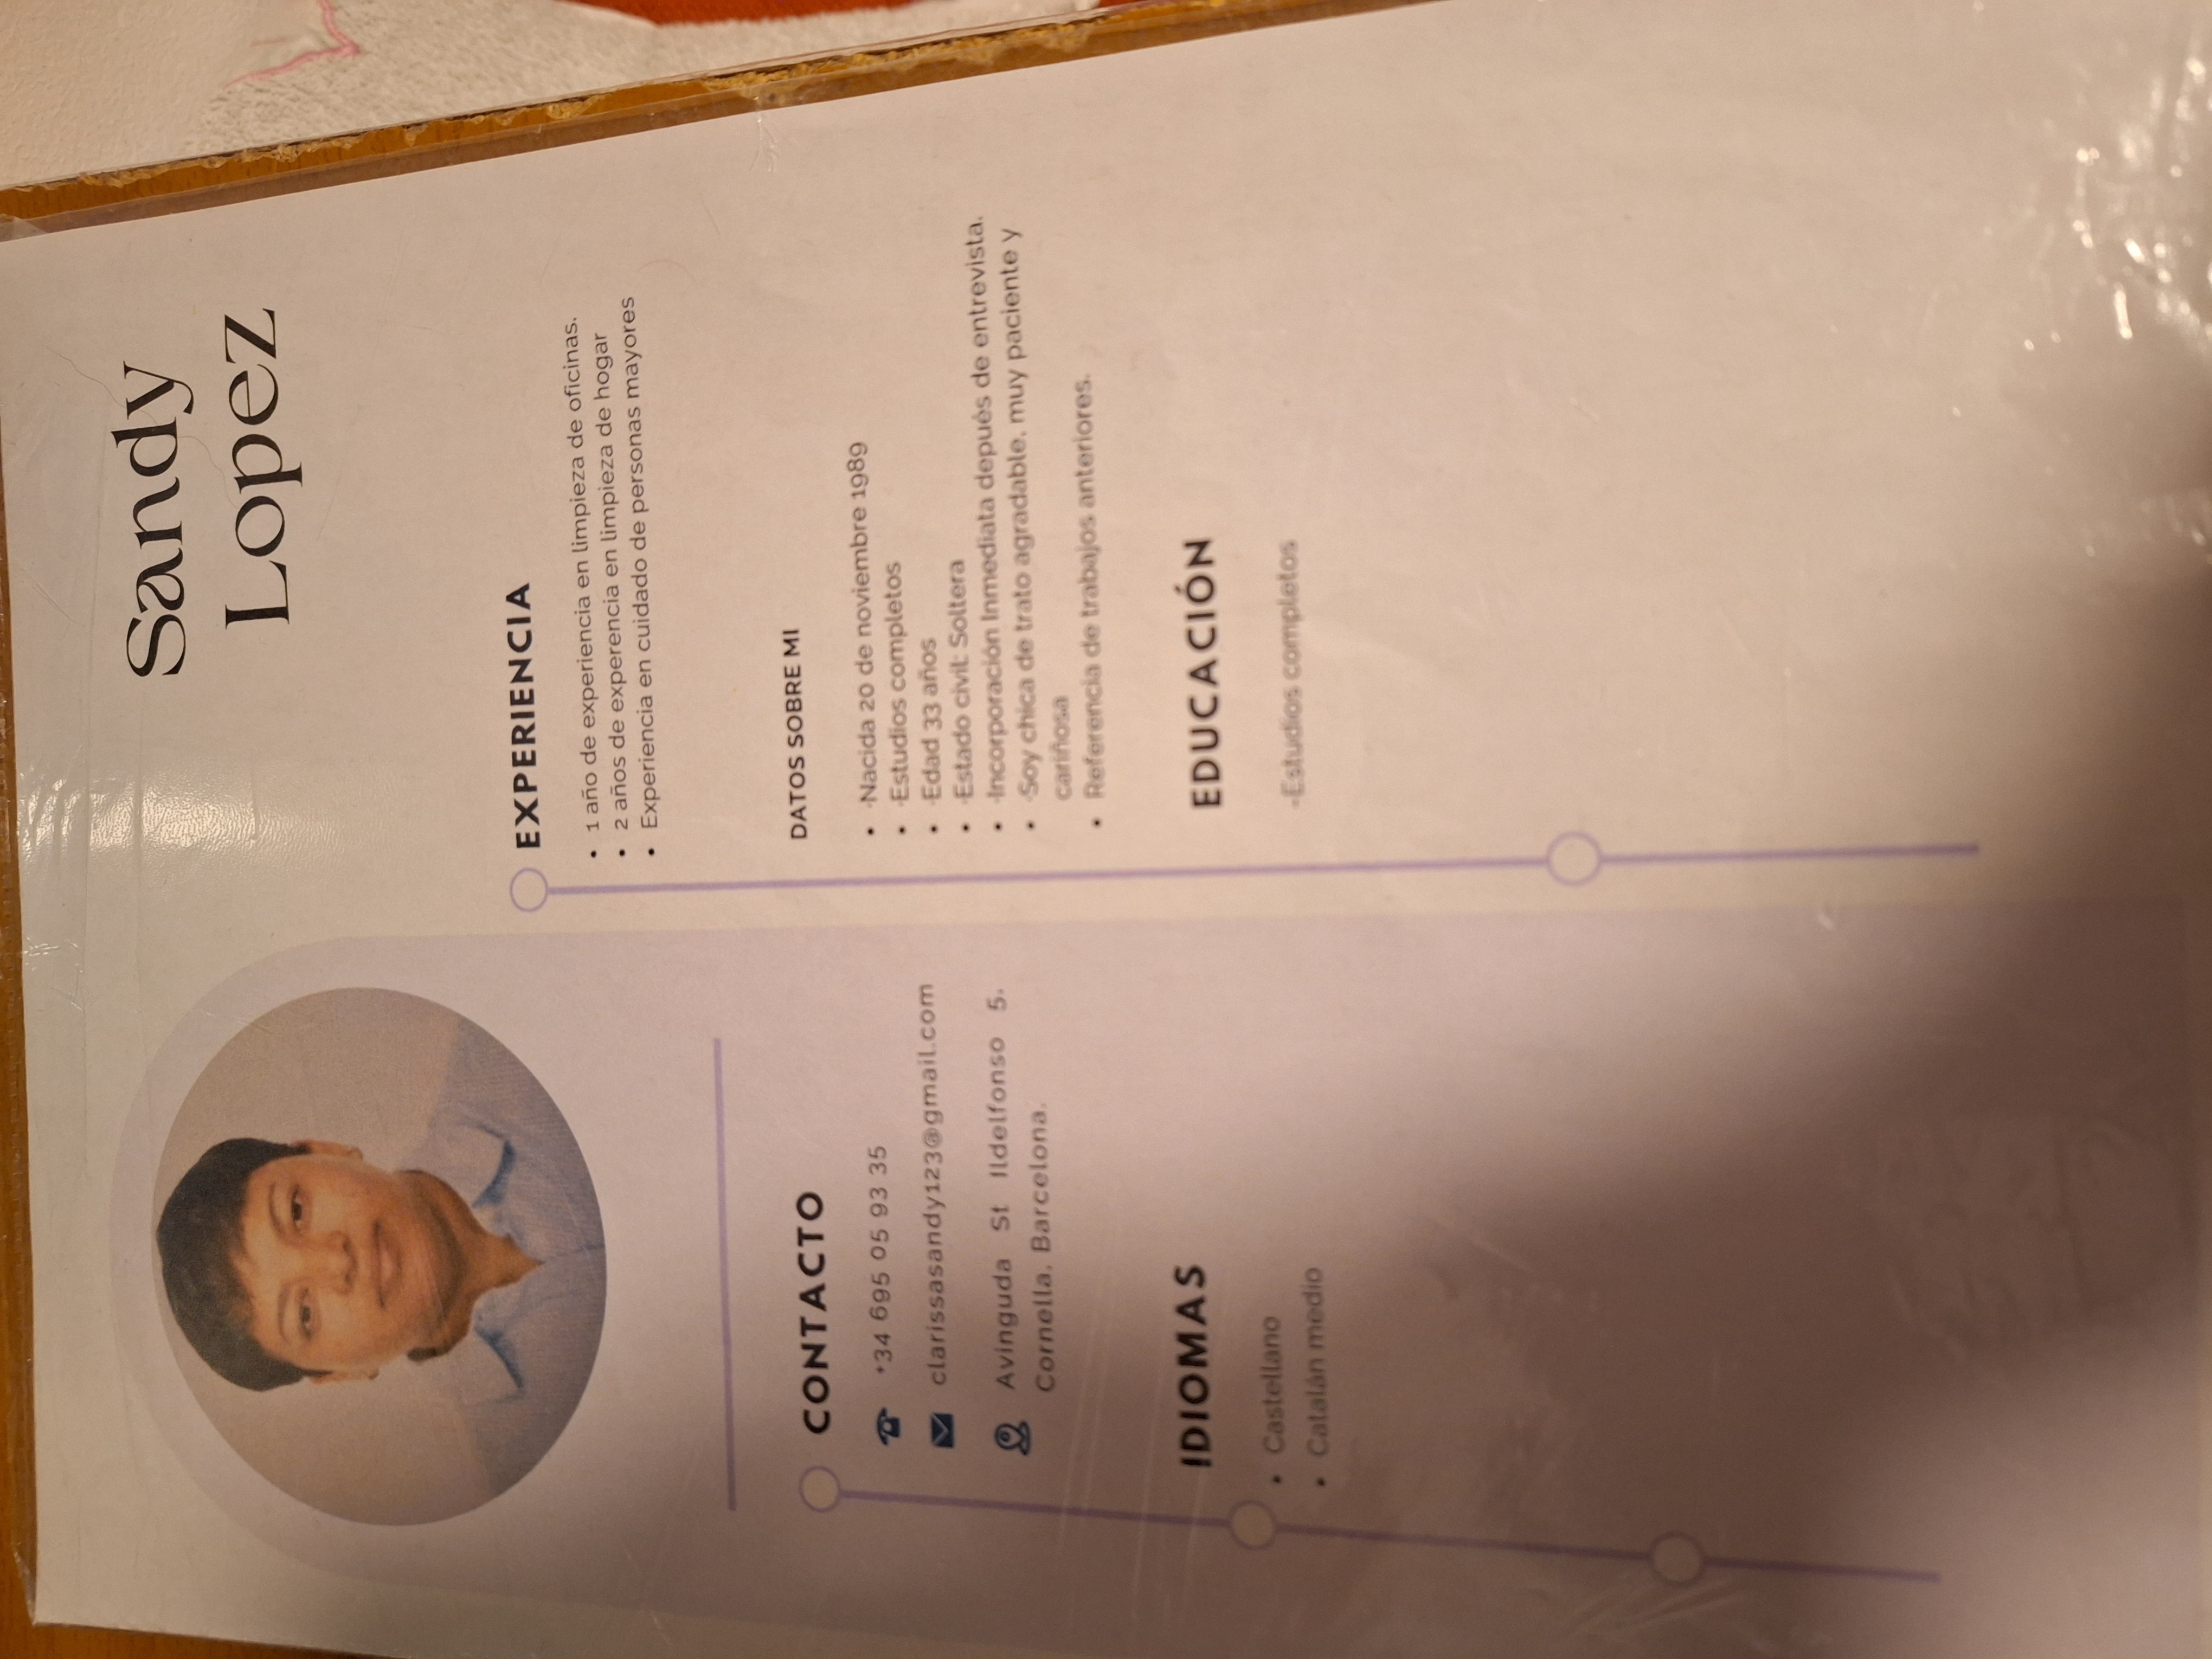 Sandy
Lopez
EXPERIENCIA
• 1 año de experiencia en limpieza de oficinas.
• 2 años de experencia en limpieza de hogar
• Experiencia en cuidado de personas mayores
DATOS SOBRE MI
• -Nacida 20 de noviembre 1989
• -Estudios completos
• -Edad 33 años
• -Estado civil: Soltera
• -Incorporación Inmediata depués de entrevista.
• -Soy chica de trato agradable, muy paciente y
cariñosa
• Referencia de trabajos anteriores.
EDUCACIÓN
-Estudios completos
CONTACTO
+34 695 05 93 35
clarissasandy123@gmail.com
Avinguda St Ildelfonso 5,
Cornella, Barcelona.
IDIOMAS
• Castellano
• Catalán medio